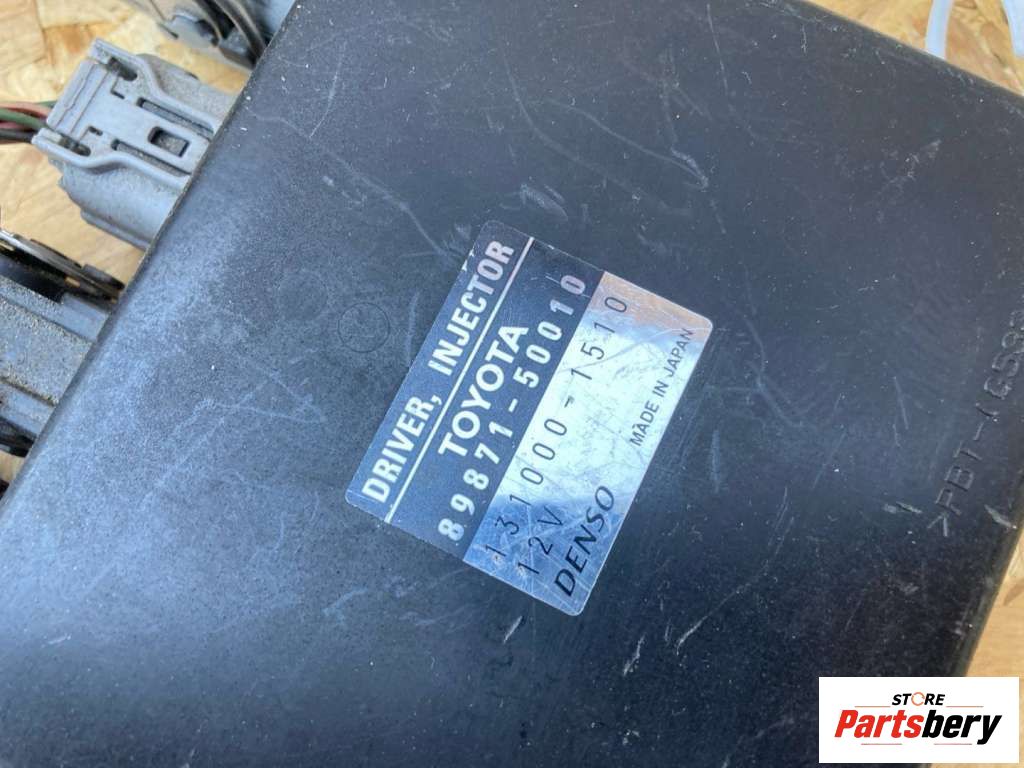 DRIVER, INJECTOR
TOYOTA
89871-50010
131000-1510
12V
DENSO
MADE IN JAPAN
STORE
Partsbery